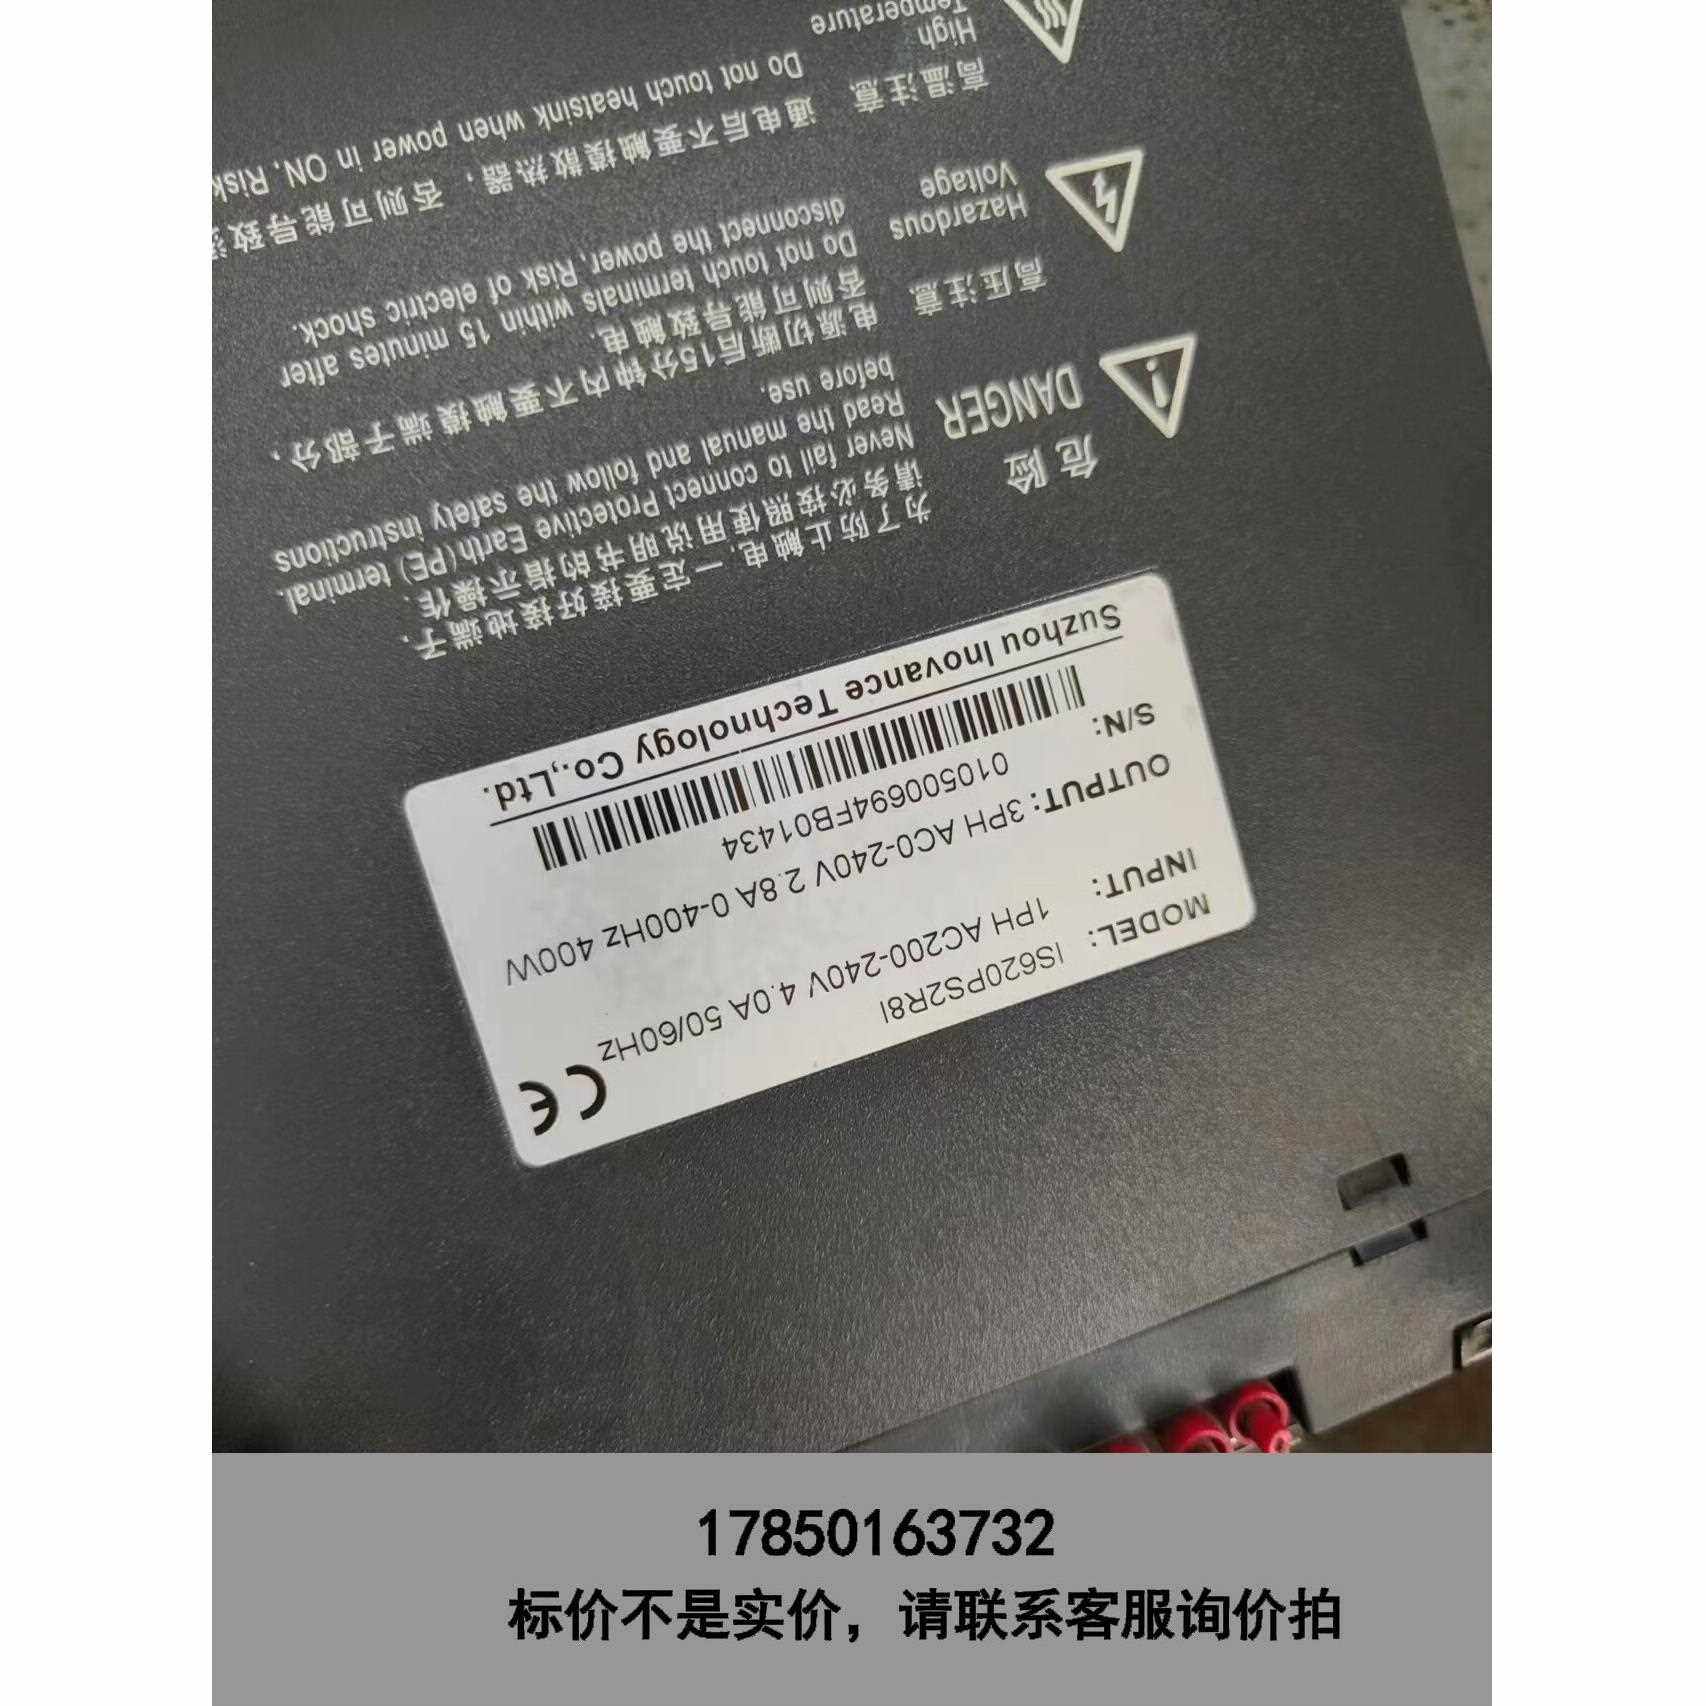 MODEL: IS620PS2R8I
INPUT: 1PH AC200-240V 4.0A 50/60Hz
OUTPUT: 3PH AC0-240V 2.8A 0-400Hz 400W
S/N: 010500694FB01434
Suzhou Inovance Technology Co.,Ltd.
CE
危险
DANGER
为了防止触电,一定要接好接地端子.
请务必按照使用说明书的指示操作.
Never fail to connect Protective Earth(PE) terminal.
Read the manual and follow the safety instructions
before use.
高压注意
Hazardous
Voltage
电源切断后15分钟内不要触摸端子部分,
否则可能导致触电
Do not touch terminals within 15 minutes after
disconnect the power, Risk of electric shock.
高温注意
High
Temperature
通电后不要触摸散热器, 否则可能导致
Do not touch heatsink when power in ON, Risk
17850163732
标价不是实价，请联系客服询价拍